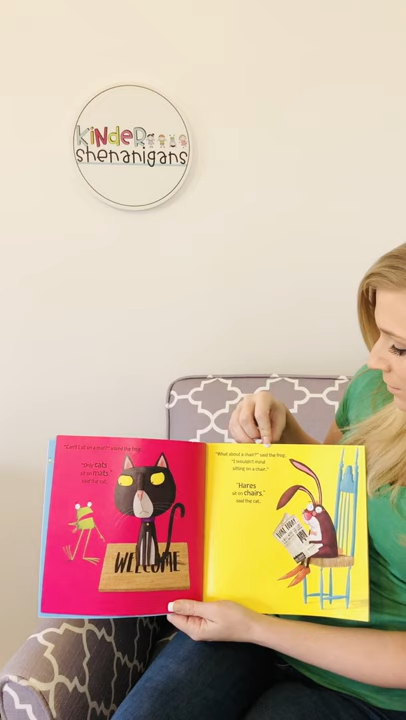 kinder
shenanigans
"Can't I sit on a mat?" asked the frog.
"Only cats
sit on mats,"
said the cat.
WELCOME
"What about a chair?" said the frog.
"I wouldn't mind
sitting on a chair."
"Hares
sit on chairs,"
said the cat.